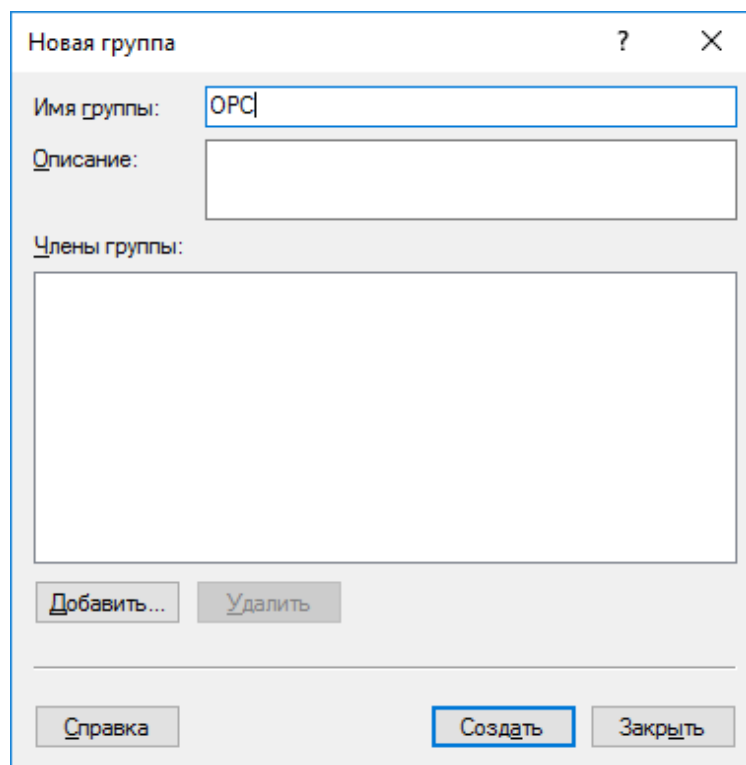 Новая группа
?
Имя группы: OPC
Описание:
Члены группы:
Добавить... Удалить
Справка Создать Закрыть